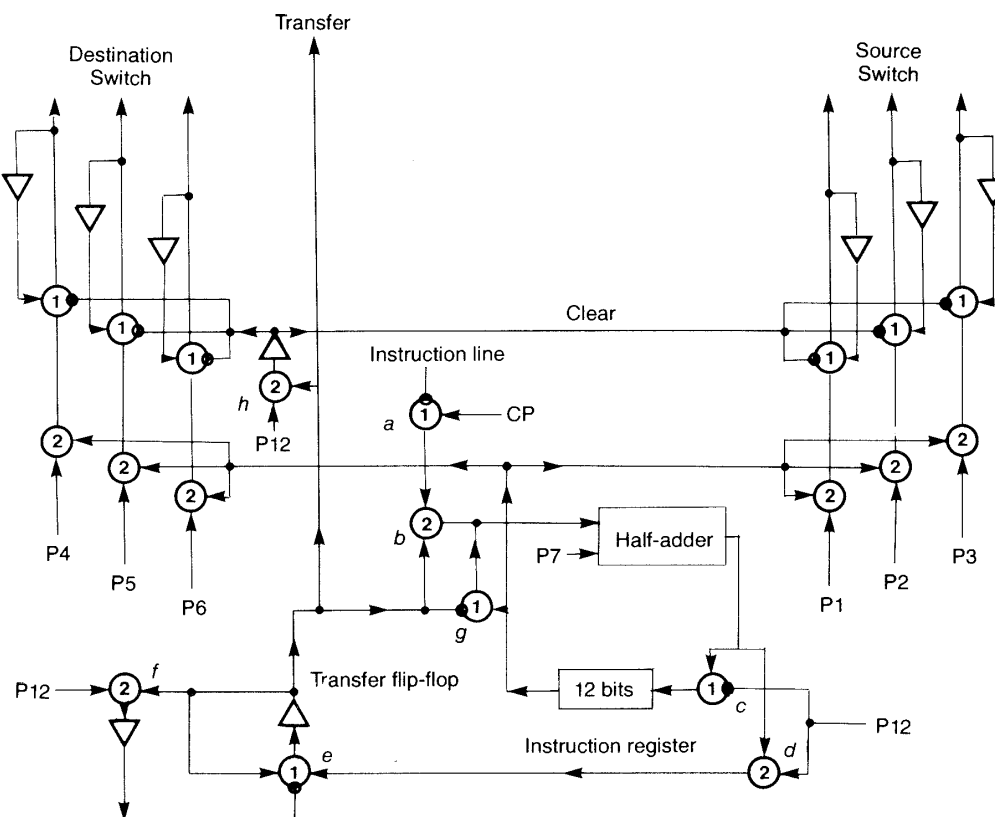 Transfer
Destination
Switch
Source
Switch
1
1
1
1
1
1
Clear
Instruction line
2
h
P12
a
1
CP
2
2
2
2
2
2
b
2
P7
Half-adder
P4
P5
P6
P1
P2
P3
1
g
f
P12
2
Transfer flip-flop
12 bits
1
c
P12
Instruction register
d
e
1
2